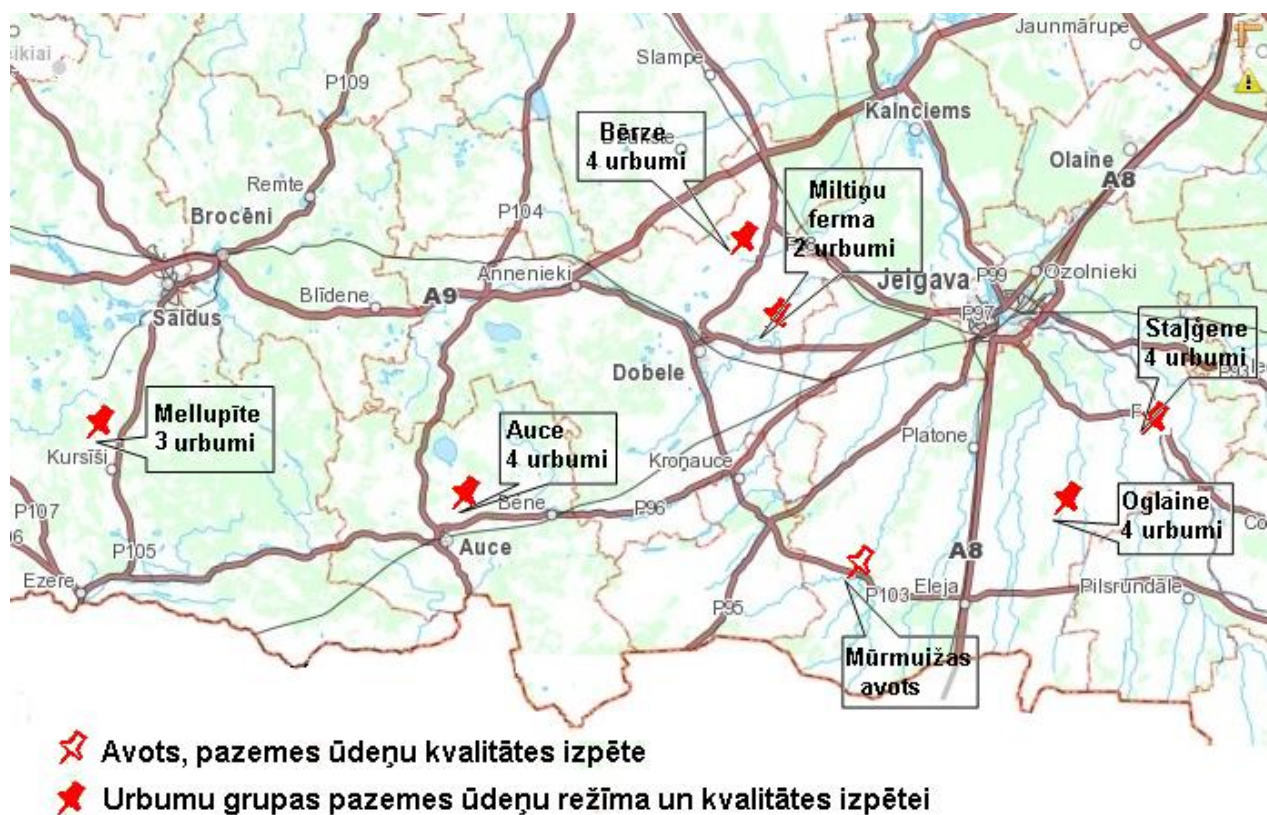 Jaunmārupe
Slampe
P109
Kalnciems
Bērze
4 urbumi
Olaine
A8
Remte
Miltiņu
ferma
2 urbumi
P104
Brocēni
Annenieki
P99
Ozolnieki
Jelgava
Blīdene
A9
P97
Saldus
Staļģene
4 urbumi
P93
Dobele
Mellupīte
3 urbumi
Auce
4 urbumi
Platone
Kursīši
Kroņauce
Bēne
P96
P107
Oglaine
4 urbumi
P105
Auce
A8
Ezere
P103
Eleja
Pilsrundāle
P95
Mūrmuižas
avots
Avots, pazemes ūdeņu kvalitātes izpēte
Urbumu grupas pazemes ūdeņu režīma un kvalitātes izpētei